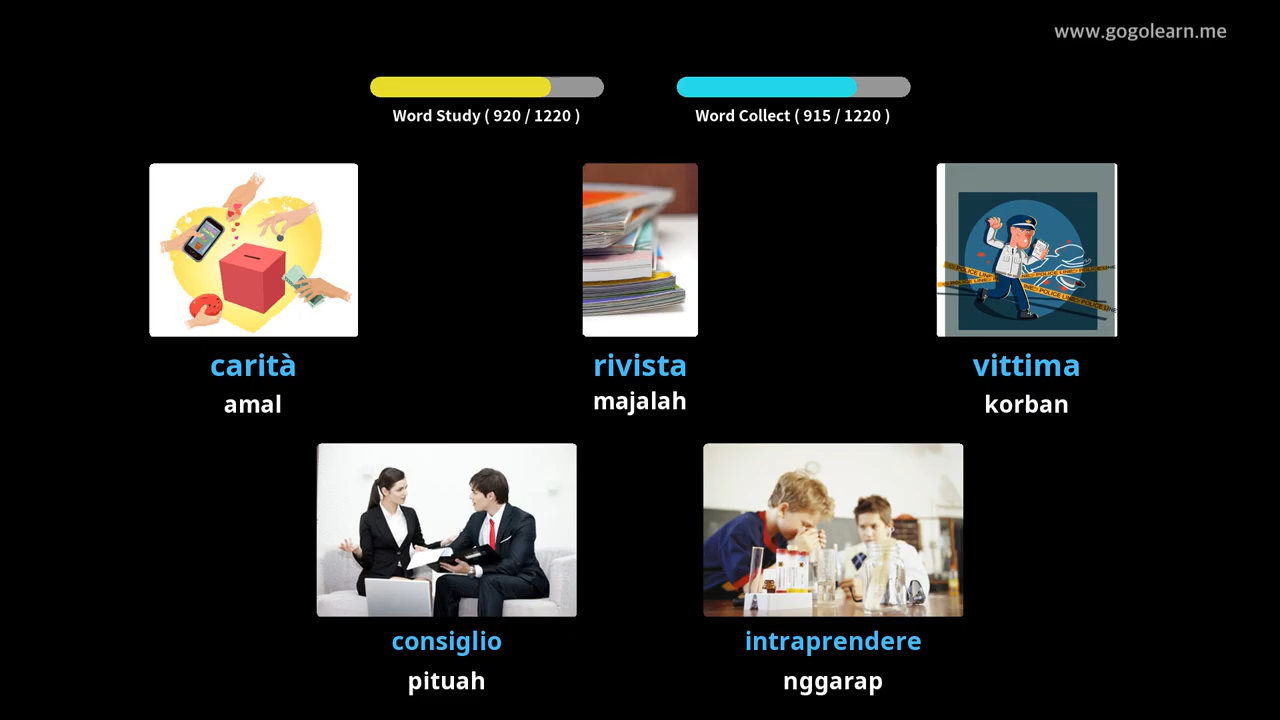 www.gogolearn.me
Word Study ( 920 / 1220 )
Word Collect ( 915 / 1220 )
carità
amal
rivista
majalah
vittima
korban
consiglio
pituah
intraprendere
nggarap